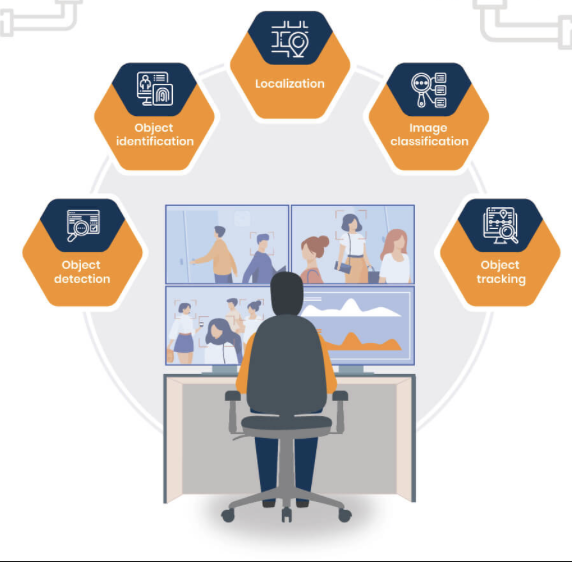 Localization
Object
identification
Image
classification
Object
detection
Object
tracking